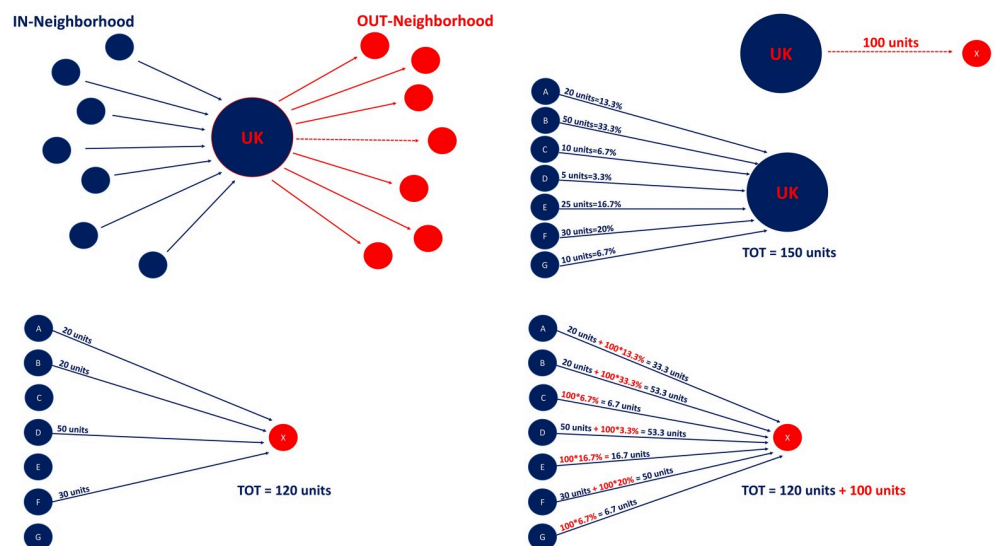 IN-Neighborhood
OUT-Neighborhood
UK
UK
100 units
X
A
20 units=13.3%
B
50 units=33.3%
C
10 units=6.7%
D
5 units=3.3%
E
25 units=16.7%
F
30 units=20%
G
10 units=6.7%
UK
TOT = 150 units
A
20 units
B
20 units
C
D
50 units
E
F
30 units
G
X
TOT = 120 units
A
20 units + 100*13.3% = 33.3 units
B
20 units + 100*33.3% = 53.3 units
C
100*6.7% = 6.7 units
D
50 units + 100*3.3% = 53.3 units
E
100*16.7% = 16.7 units
F
30 units + 100*20% = 50 units
G
100*6.7% = 6.7 units
X
TOT = 120 units + 100 units